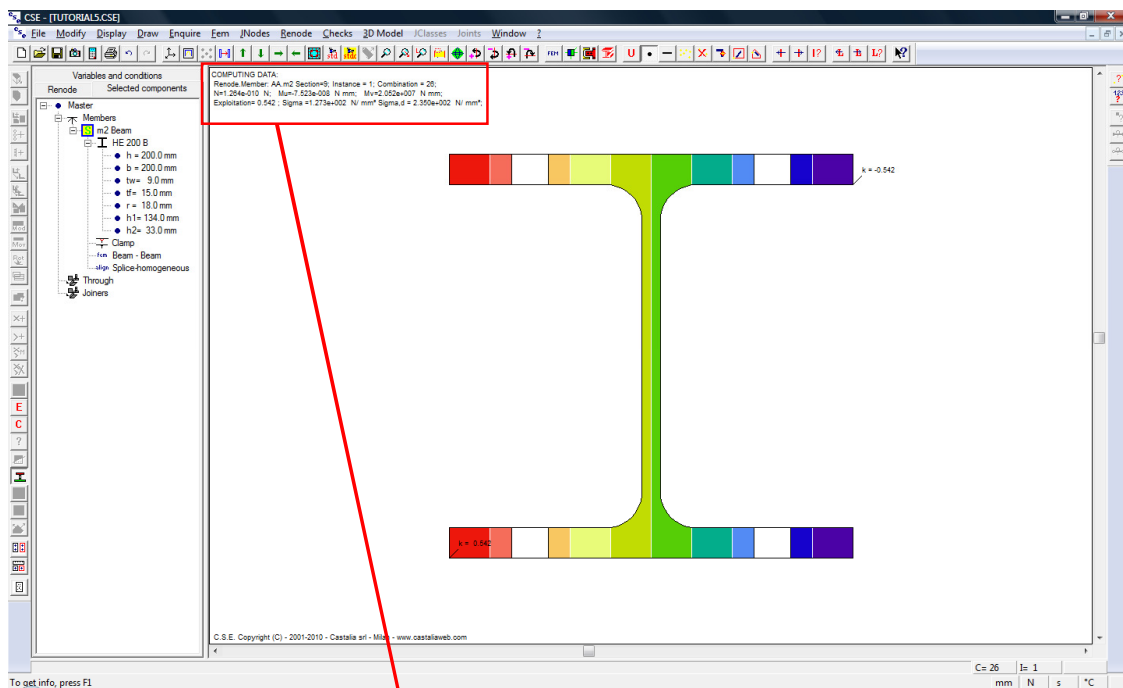 CSE - [TUTORIAL5.CSE]
File Modify Display Draw Enquire Fem JNodes Renode Checks 3D Model JClasses Joints Window ?
Variables and conditions
Renode Selected components
Master
Members
m2 Beam
HE 200 B
h = 200.0 mm
b = 200.0 mm
tw= 9.0 mm
tf= 15.0 mm
r = 18.0 mm
h1= 134.0 mm
h2= 33.0 mm
Clamp
fem Beam - Beam
align Splice-homogeneous
Through
Joiners
COMPUTING DATA:
Renode.Member: AA.m2 Section=9; Instance = 1; Combination = 26;
N=1.264e-010 N; Mu=-7.523e-008 N mm; Mv=2.052e+007 N mm;
Exploitation= 0.542 ; Sigma =1.273e+002 N/ mm² Sigma,d = 2.350e+002 N/ mm²;
k = -0.542
k = 0.542
C.S.E. Copyright (C) - 2001-2010 - Castalia srl - Milan - www.castaliaweb.com
C= 26 I= 1
To get info, press F1
mm N s °C